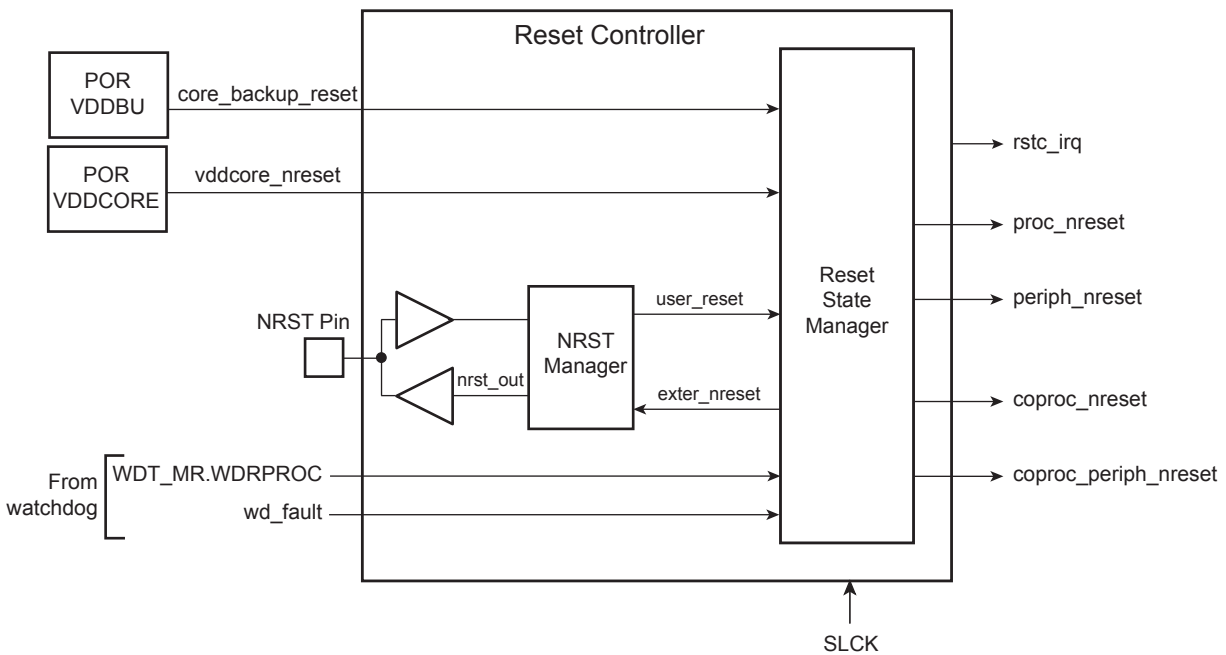 Reset Controller
POR
VDDBU
core_backup_reset
POR
VDDCORE
vddcore_nreset
rstc_irq
proc_nreset
periph_nreset
coproc_nreset
coproc_periph_nreset
Reset
State
Manager
NRST Pin
NRST
Manager
user_reset
nrst_out
exter_nreset
From
watchdog
WDT_MR.WDRPROC
wd_fault
SLCK